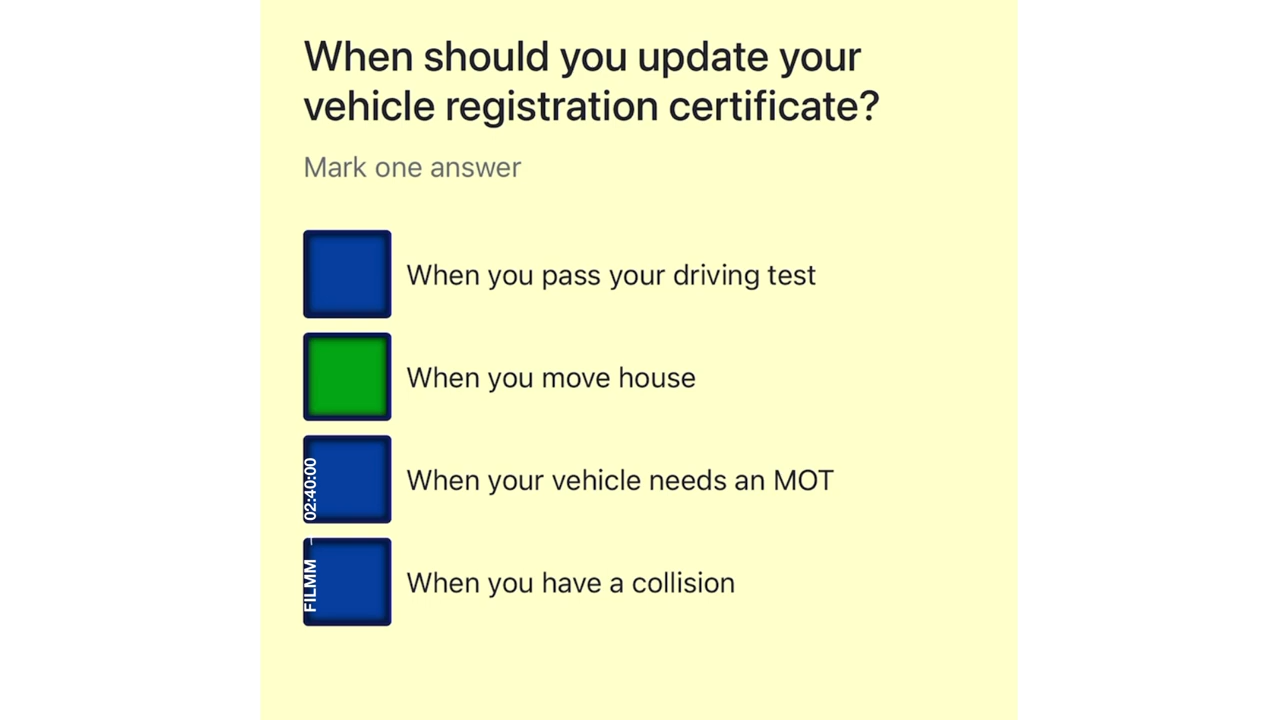 When should you update your
vehicle registration certificate?
Mark one answer
When you pass your driving test
When you move house
When your vehicle needs an MOT
When you have a collision
FILMM — 02:40:00